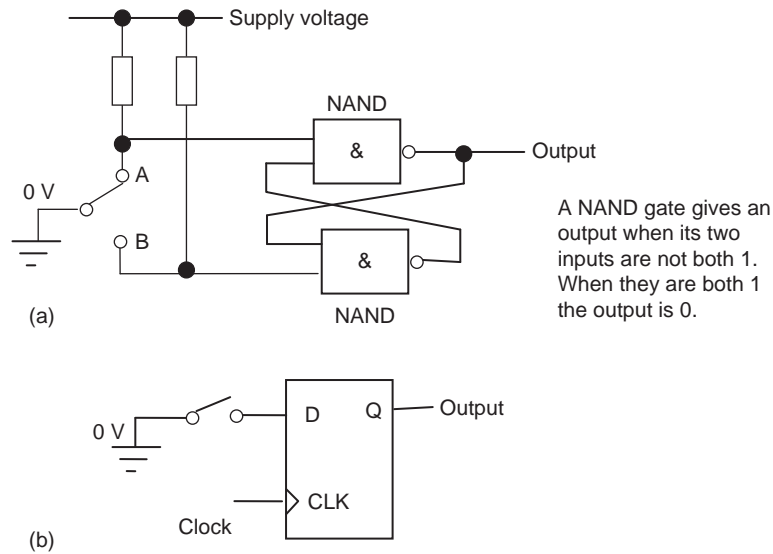 Supply voltage
NAND
&
Output
A
0 V
B
&
NAND
(a)
A NAND gate gives an
output when its two
inputs are not both 1.
When they are both 1
the output is 0.
D Q Output
0 V
CLK
Clock
(b)